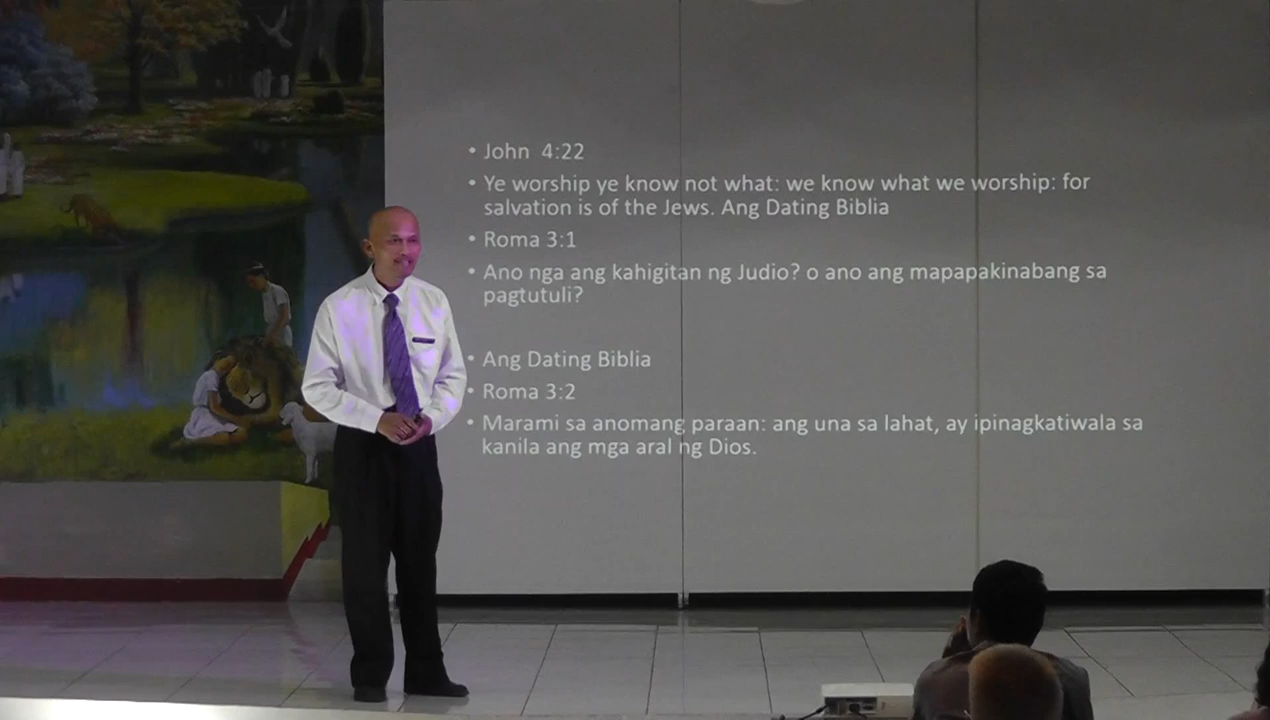 • John 4:22
• Ye worship ye know not what: we know what we worship: for
salvation is of the Jews. Ang Dating Biblia
• Roma 3:1
• Ano nga ang kahigitan ng Judio? o ano ang mapapakinabang sa
pagtutuli?
• Ang Dating Biblia
• Roma 3:2
• Marami sa anomang paraan: ang una sa lahat, ay ipinagkatiwala sa
kanila ang mga aral ng Dios.